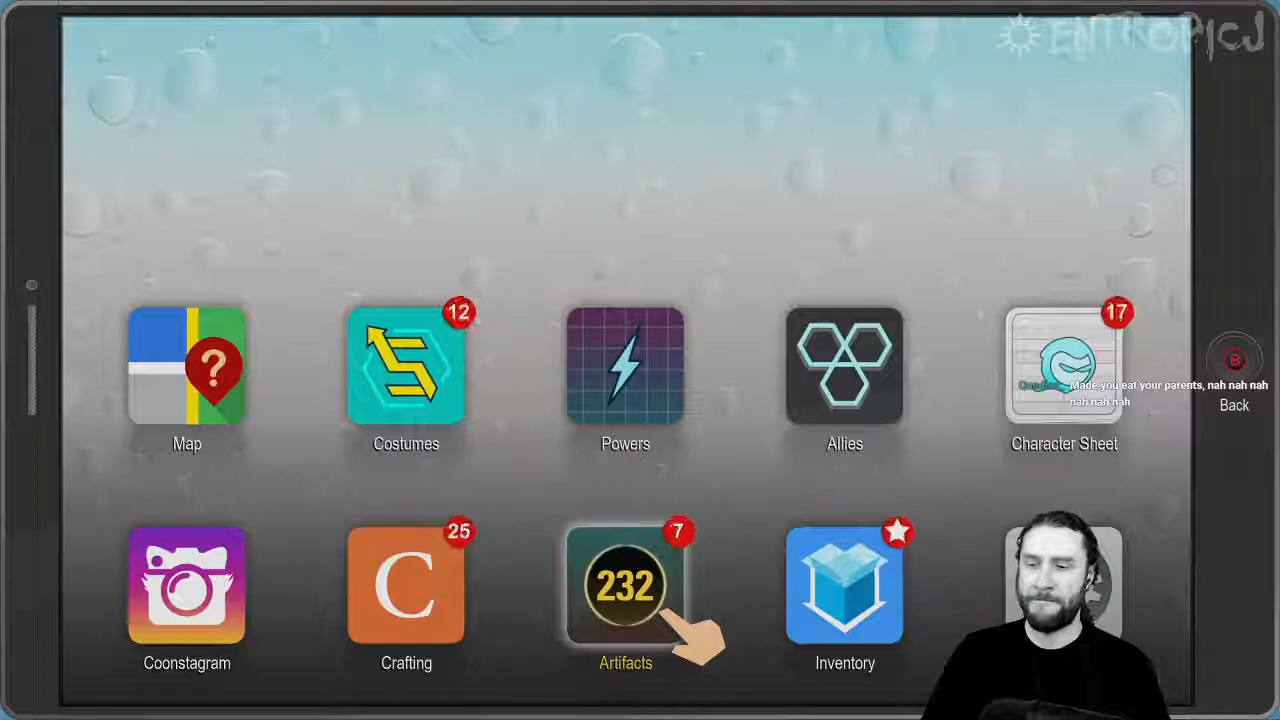 ENTROPICJ
12
17
?
Made you eat your parents, nah nah nah
nah nah nah
B
Back
Map
Costumes
Powers
Allies
Character Sheet
25
7
C
232
Coonstagram
Crafting
Artifacts
Inventory